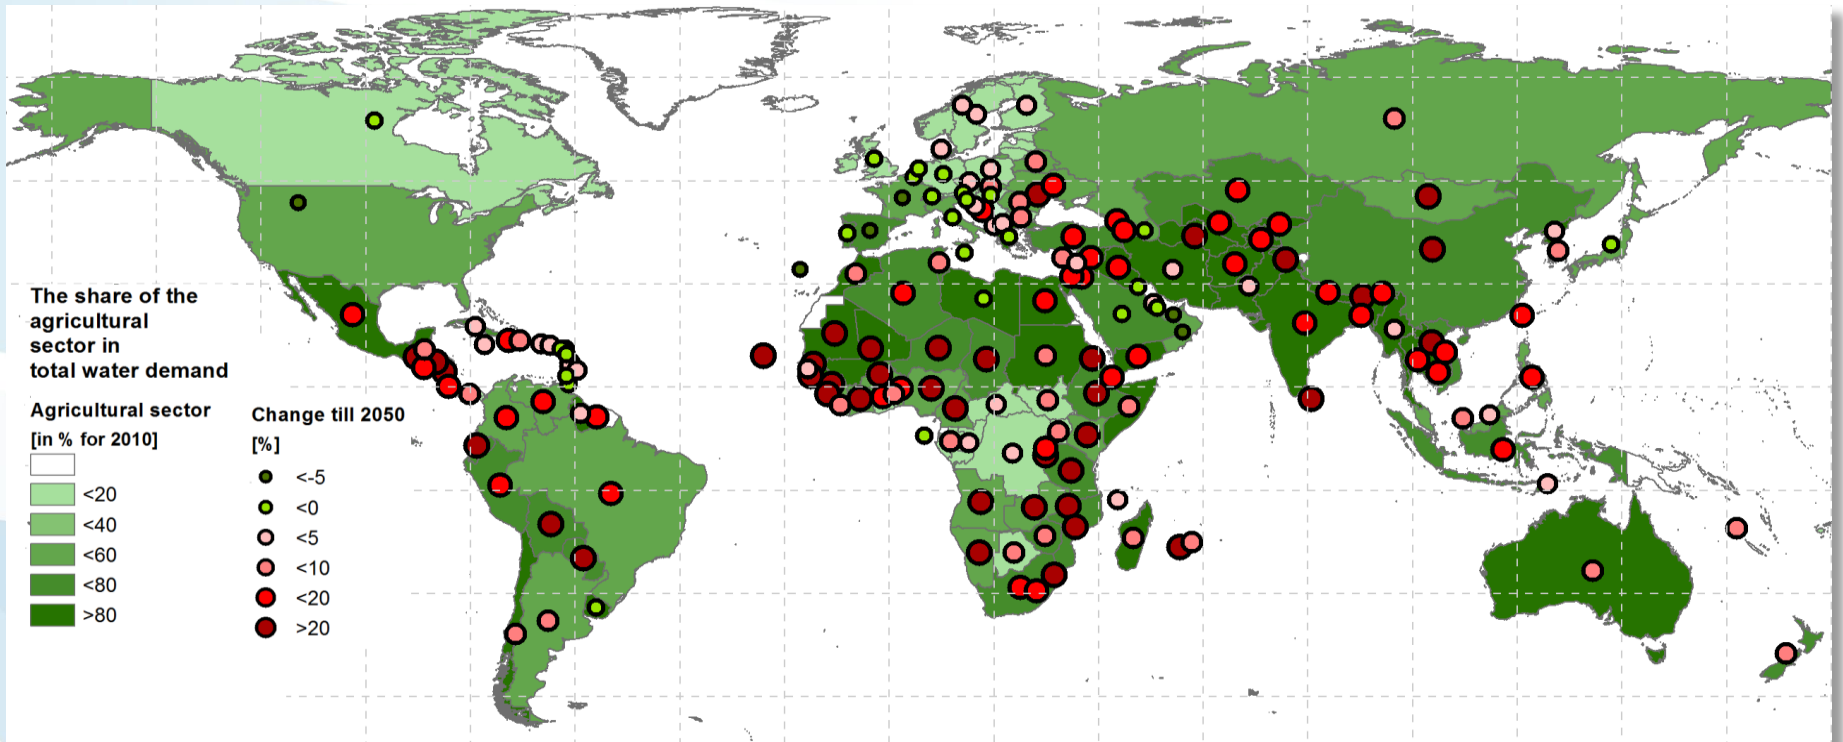 The share of the
agricultural
sector in
total water demand
Agricultural sector
[in % for 2010]
<20
<40
<60
<80
>80
Change till 2050
[%]
<-5
<0
<5
<10
<20
>20